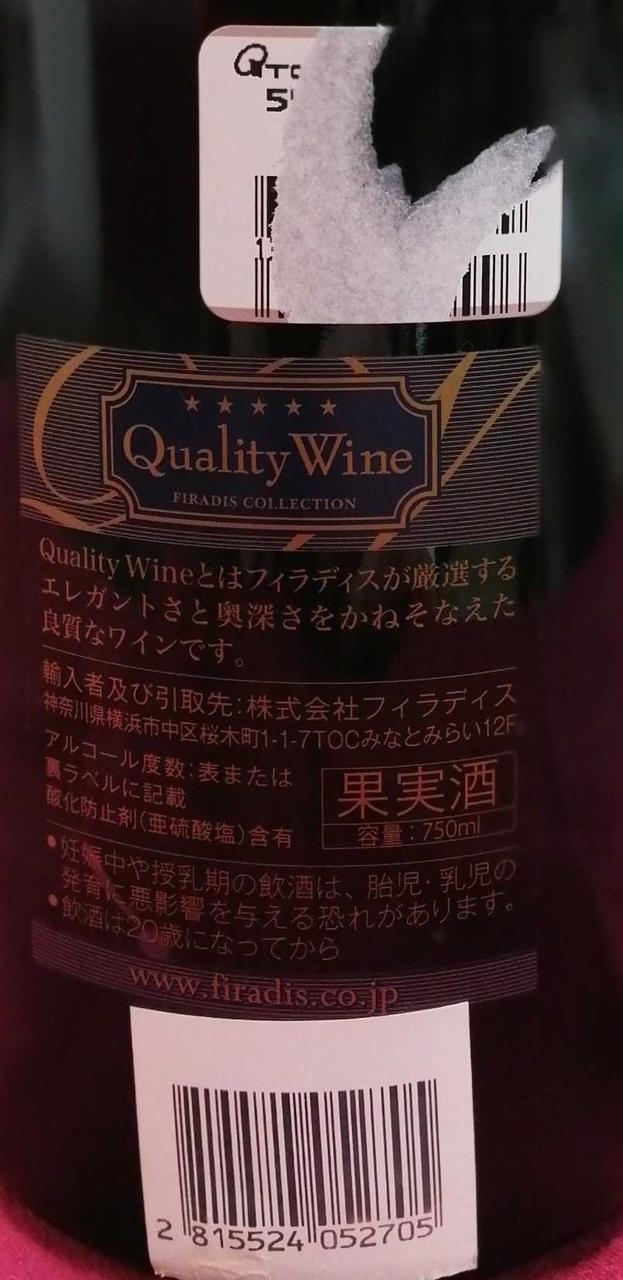 ★★★★★
Quality Wine
FIRADIS COLLECTION
Quality Wineとはフィラディスが厳選する
エレガントさと奥深さをかねそなえた
良質なワインです。
輸入者及び引取先:株式会社フィラディス
神奈川県横浜市中区桜木町1-1-7TOCみなとみらい12F
アルコール度数:表または
裏ラベルに記載
酸化防止剤(亜硫酸塩)含有
果実酒
容量:750ml
•妊娠中や授乳期の飲酒は、胎児・乳児の
発育に悪影響を与える恐れがあります。
•飲酒は20歳になってから
www.firadis.co.jp
2 815524 052705